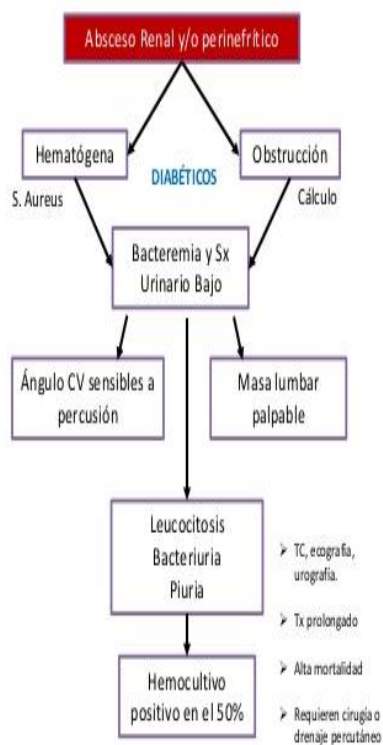 Absceso Renal y/o perinefrítico
Hematógena
Obstrucción
DIABÉTICOS
S. Aureus
Cálculo
Bacteremia y Sx
Urinario Bajo
Ángulo CV sensibles a
percusión
Masa lumbar
palpable
Leucocitosis
Bacteriuria
Piuria
➢ TC, ecografía,
urografía.
➢ Tx prolongado
➢ Alta mortalidad
➢ Requieren cirugía o
drenaje percutáneo
Hemocultivo
positivo en el 50%